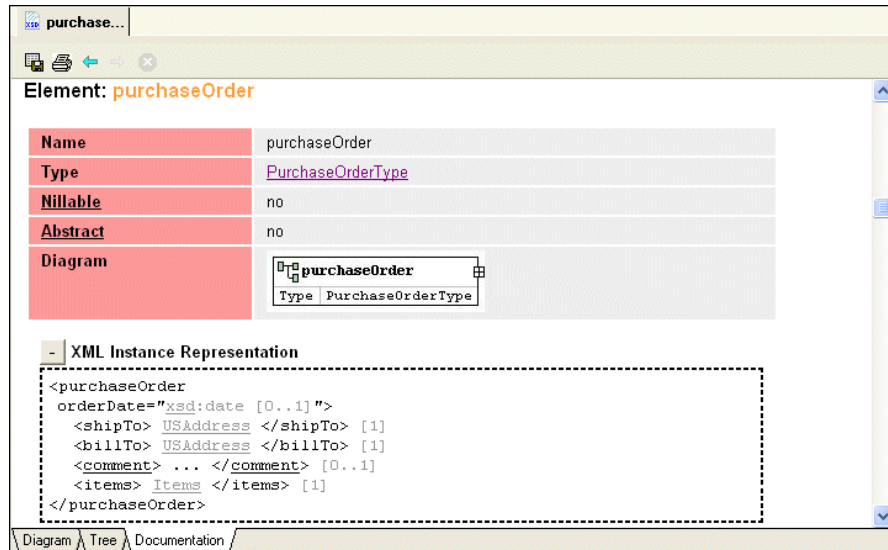 XSD purchase...
Element: purchaseOrder
Name purchaseOrder
Type PurchaseOrderType
Nillable no
Abstract no
Diagram purchaseOrder
Type PurchaseOrderType
- XML Instance Representation
<purchaseOrder
orderDate="xsd:date [0..1]">
<shipTo> USAddress </shipTo> [1]
<billTo> USAddress </billTo> [1]
<comment> ... </comment> [0..1]
<items> Items </items> [1]
</purchaseOrder>
Diagram Tree Documentation